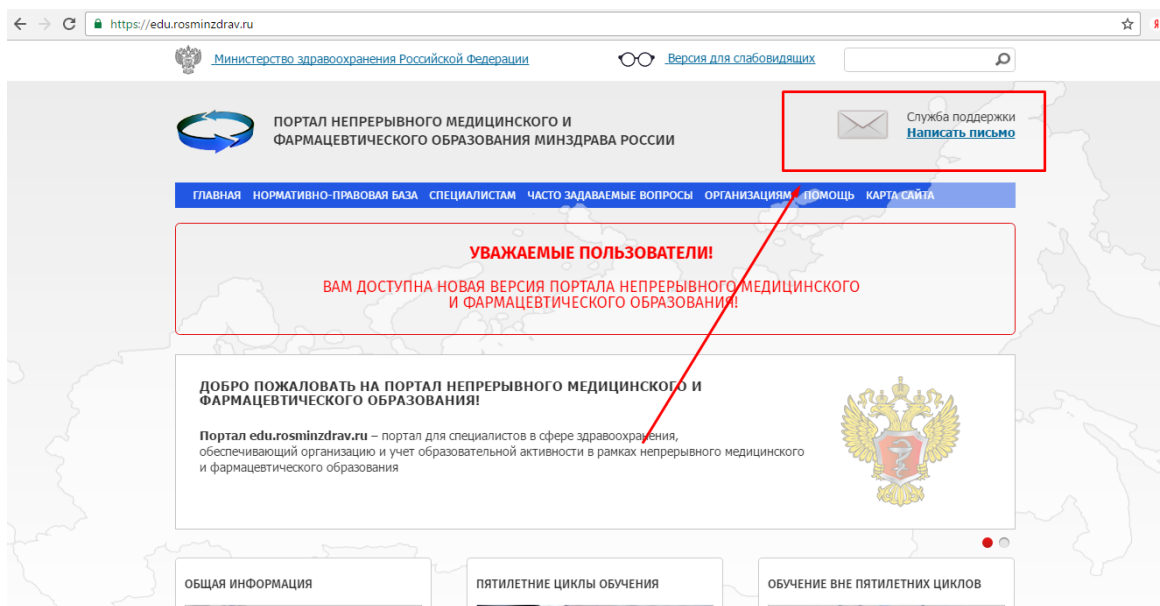 https://edu.rosminzdrav.ru
Я
Министерство здравоохранения Российской Федерации
Версия для слабовидящих
ПОРТАЛ НЕПРЕРЫВНОГО МЕДИЦИНСКОГО И
ФАРМАЦЕВТИЧЕСКОГО ОБРАЗОВАНИЯ МИНЗДРАВА РОССИИ
Служба поддержки
Написать письмо
ГЛАВНАЯ НОРМАТИВНО-ПРАВОВАЯ БАЗА СПЕЦИАЛИСТАМ ЧАСТО ЗАДАВАЕМЫЕ ВОПРОСЫ ОРГАНИЗАЦИЯМ ПОМОЩЬ КАРТА САЙТА
УВАЖАЕМЫЕ ПОЛЬЗОВАТЕЛИ!
ВАМ ДОСТУПНА НОВАЯ ВЕРСИЯ ПОРТАЛА НЕПРЕРЫВНОГО МЕДИЦИНСКОГО
И ФАРМАЦЕВТИЧЕСКОГО ОБРАЗОВАНИЯ!
ДОБРО ПОЖАЛОВАТЬ НА ПОРТАЛ НЕПРЕРЫВНОГО МЕДИЦИНСКОГО И
ФАРМАЦЕВТИЧЕСКОГО ОБРАЗОВАНИЯ!
Портал edu.rosminzdrav.ru – портал для специалистов в сфере здравоохранения,
обеспечивающий организацию и учет образовательной активности в рамках непрерывного медицинского
и фармацевтического образования
ОБЩАЯ ИНФОРМАЦИЯ
ПЯТИЛЕТНИЕ ЦИКЛЫ ОБУЧЕНИЯ
ОБУЧЕНИЕ ВНЕ ПЯТИЛЕТНИХ ЦИКЛОВ